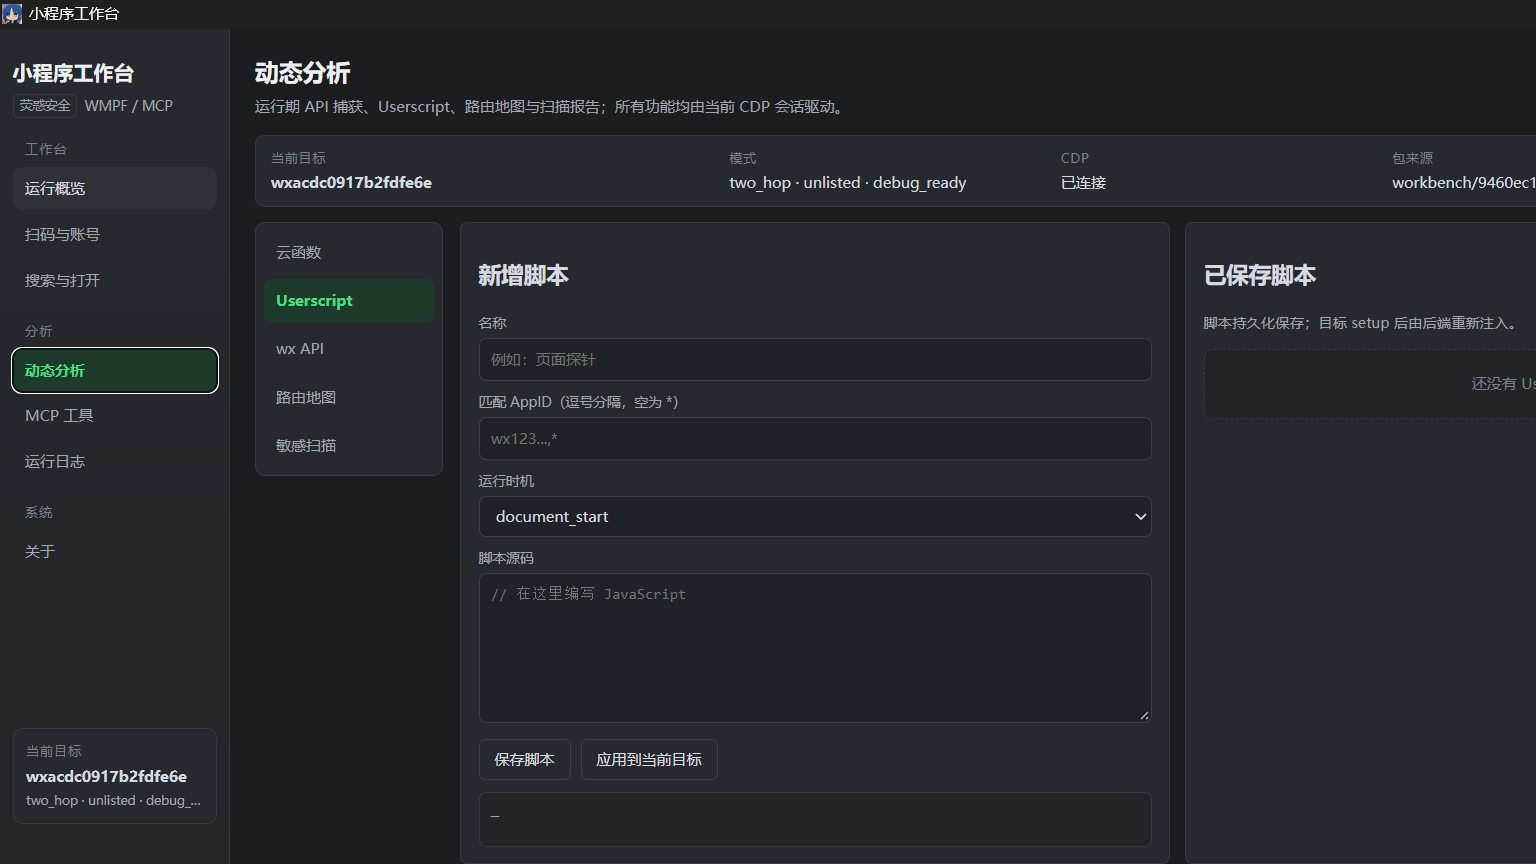 小程序工作台
小程序工作台
荧惑安全 WMPF / MCP
工作台
运行概览
扫码与账号
搜索与打开
分析
动态分析
MCP 工具
运行日志
系统
关于
当前目标
wxacdc0917b2fdfe6e
two_hop · unlisted · debug_...
动态分析
运行期 API 捕获、Userscript、路由地图与扫描报告；所有功能均由当前 CDP 会话驱动。
当前目标
wxacdc0917b2fdfe6e
模式
two_hop · unlisted · debug_ready
CDP
已连接
包来源
workbench/9460ec1
云函数
Userscript
wx API
路由地图
敏感扫描
新增脚本
名称
例如：页面探针
匹配 AppID（逗号分隔，空为 *）
wx123...,*
运行时机
document_start
脚本源码
// 在这里编写 JavaScript
保存脚本 应用到当前目标
—
已保存脚本
脚本持久化保存；目标 setup 后由后端重新注入。
还没有 Us